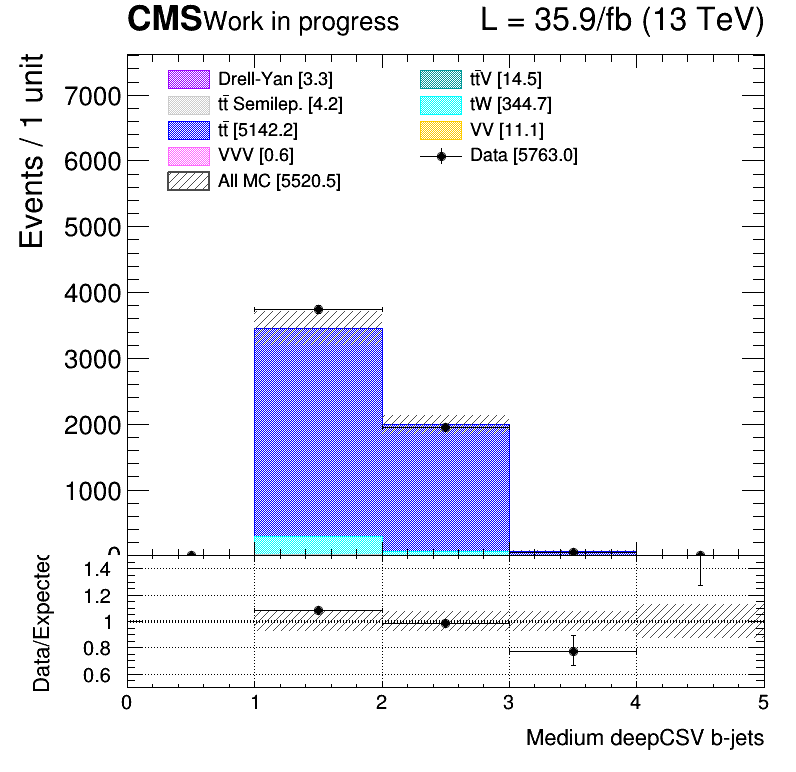 CMS Work in progress L = 35.9/fb (13 TeV)
Events / 1 unit
Drell-Yan [3.3]
tt̄ Semilep. [4.2]
tt̄ [5142.2]
VVV [0.6]
All MC [5520.5]
tt̄V [14.5]
tW [344.7]
VV [11.1]
Data [5763.0]
7000
6000
5000
4000
3000
2000
1000
0
Data/Expected
1.4
1.2
1
0.8
0.6
0 1 2 3 4 5
Medium deepCSV b-jets